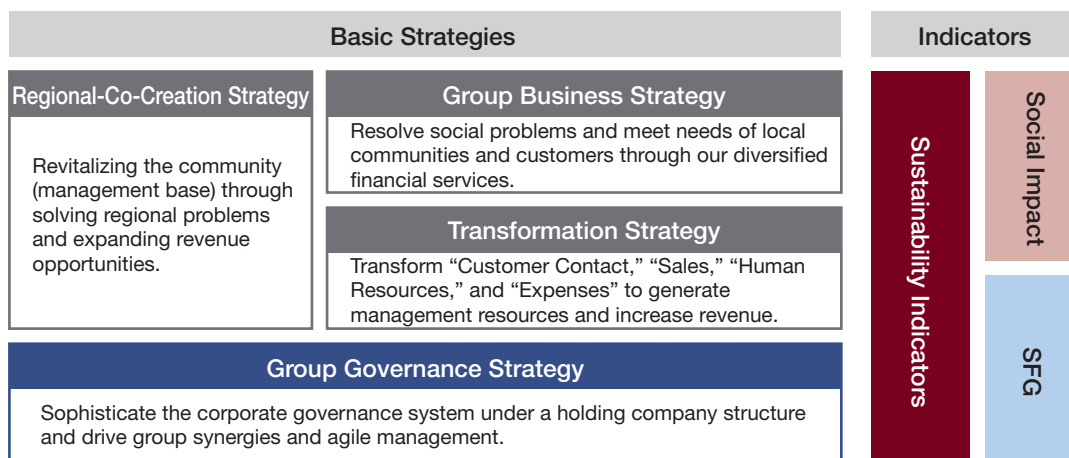 Basic Strategies
Indicators
Regional-Co-Creation Strategy
Revitalizing the community
(management base) through
solving regional problems
and expanding revenue
opportunities.
Group Business Strategy
Resolve social problems and meet needs of local
communities and customers through our diversified
financial services.
Transformation Strategy
Transform “Customer Contact,” “Sales,” “Human
Resources,” and “Expenses” to generate
management resources and increase revenue.
Group Governance Strategy
Sophisticate the corporate governance system under a holding company structure
and drive group synergies and agile management.
Sustainability Indicators
Social Impact
SFG